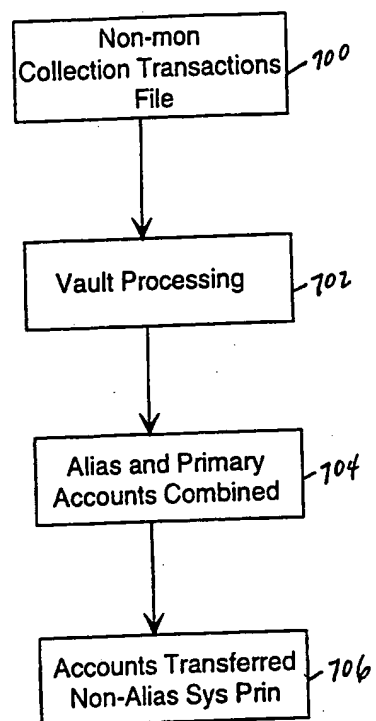 Non-mon
Collection Transactions
File
700
Vault Processing
702
Alias and Primary
Accounts Combined
704
Accounts Transferred
Non-Alias Sys Prin
706